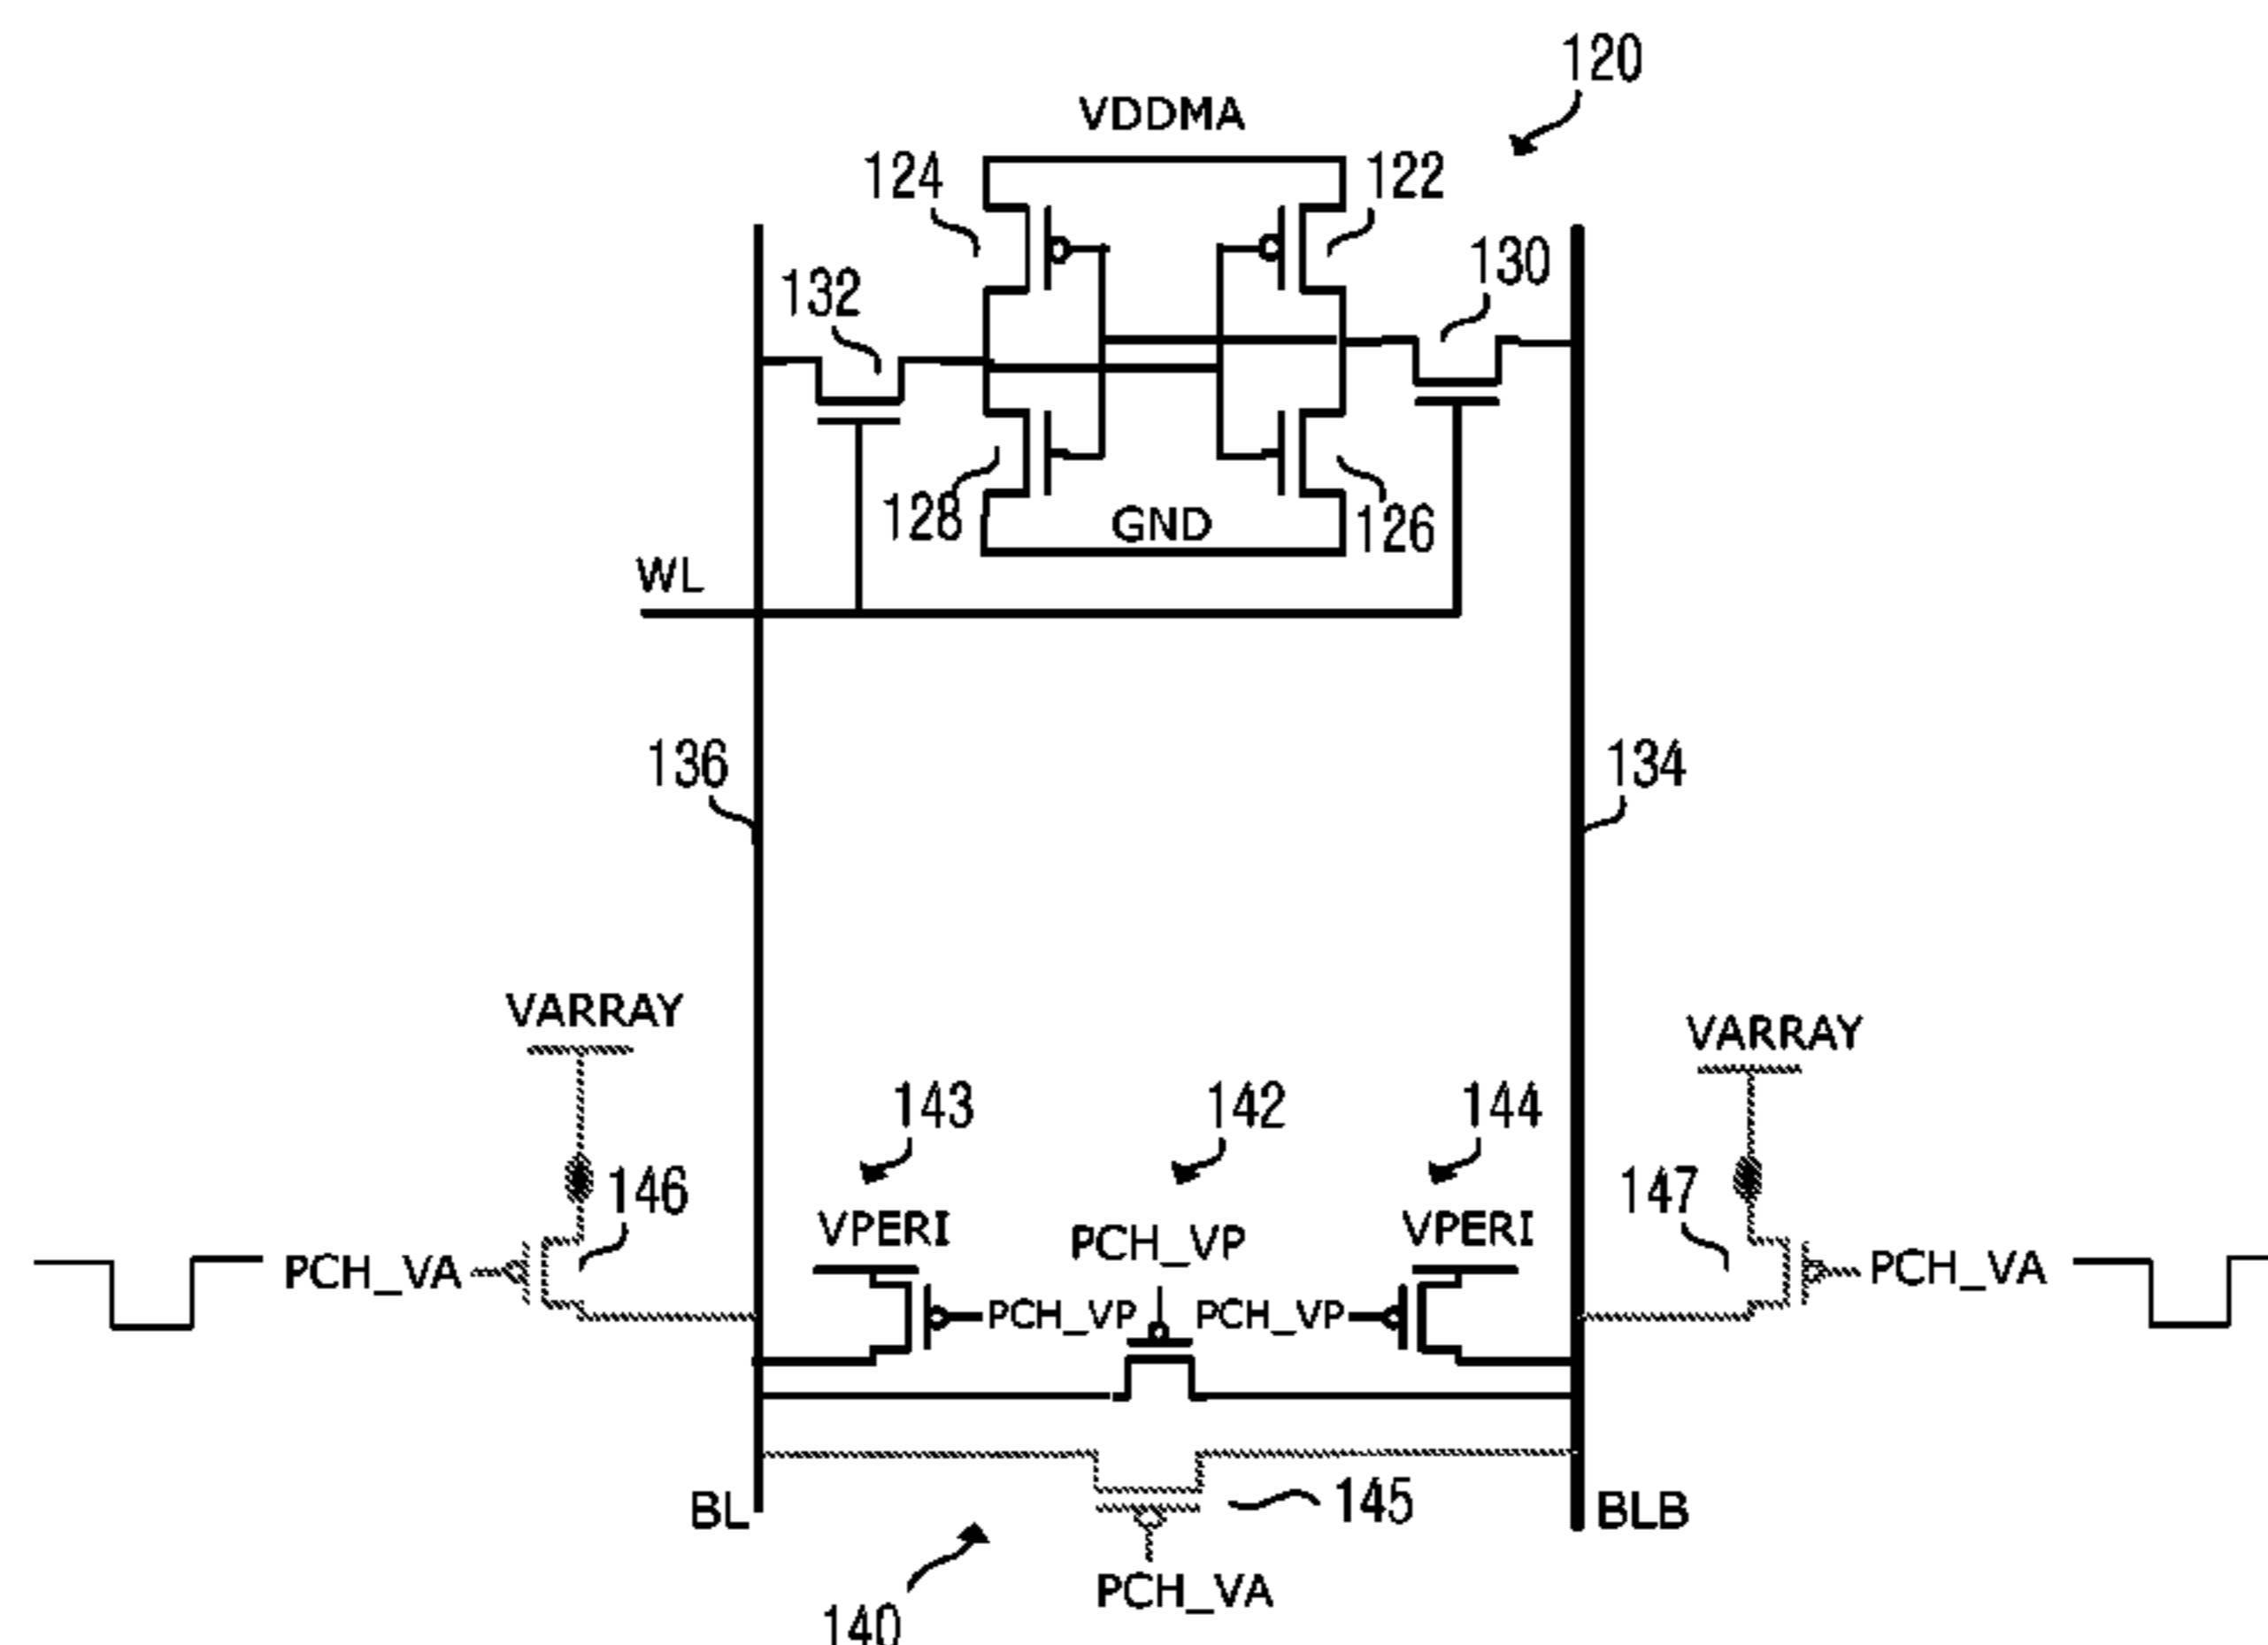 120
VDDMA
124
122
130
132
128
GND
126
WL
136
134
VARRAY
VARRAY
143
142
144
146
147
VPERI
PCH_VP
VPERI
PCH_VA
PCH_VP
PCH_VP
PCH_VA
BL
145
BLB
PCH_VA
140